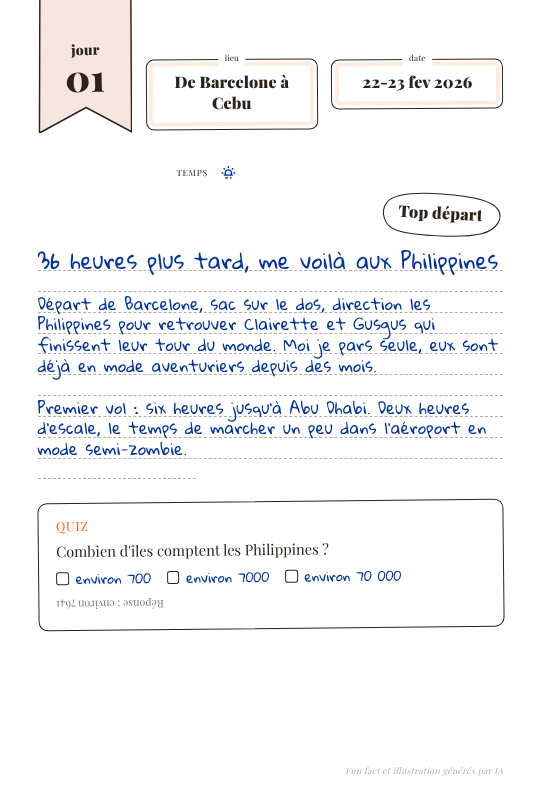 jour
01
lieu
De Barcelone à
Cebu
date
22-23 fev 2026
TEMPS
Top départ
36 heures plus tard, me voilà aux Philippines
Départ de Barcelone, sac sur le dos, direction les
Philippines pour retrouver Clairette et Gusgus qui
finissent leur tour du monde. Moi je pars seule, eux sont
déjà en mode aventuriers depuis des mois.
Premier vol : six heures jusqu'à Abu Dhabi. Deux heures
d'escale, le temps de marcher un peu dans l'aéroport en
mode semi-zombie.
QUIZ
Combien d'îles comptent les Philippines ?
environ 700 environ 7000 environ 70 000
Réponse : environ 7641
Fun fact et illustration générés par IA